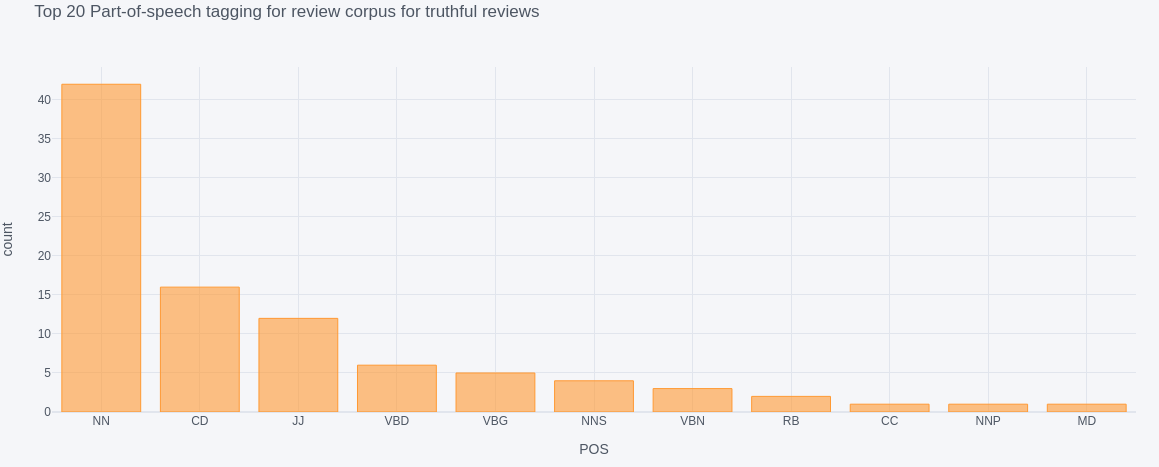 Top 20 Part-of-speech tagging for review corpus for truthful reviews
40
35
30
25
20
15
10
5
0
count
NN CD JJ VBD VBG NNS VBN RB CC NNP MD
POS